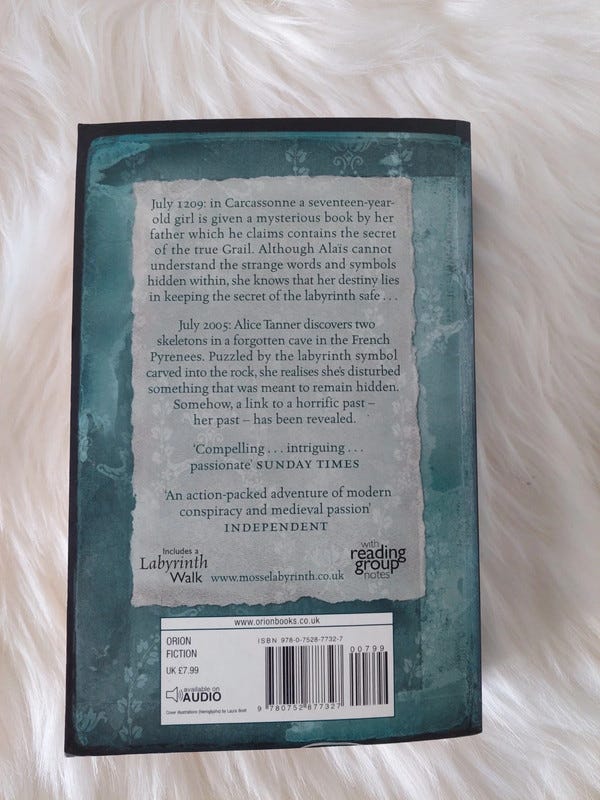 July 1209: in Carcassonne a seventeen-year-
old girl is given a mysterious book by her
father which he claims contains the secret
of the true Grail. Although Alaïs cannot
understand the strange words and symbols
hidden within, she knows that her destiny lies
in keeping the secret of the labyrinth safe . . .
July 2005: Alice Tanner discovers two
skeletons in a forgotten cave in the French
Pyrenees. Puzzled by the labyrinth symbol
carved into the rock, she realises she's disturbed
something that was meant to remain hidden.
Somehow, a link to a horrific past –
her past – has been revealed.
'Compelling . . . intriguing . . .
passionate' SUNDAY TIMES
'An action-packed adventure of modern
conspiracy and medieval passion'
INDEPENDENT
Includes a
Labyrinth
Walk
www.mosselabyrinth.co.uk
with
reading
group
notes
www.orionbooks.co.uk
ORION
FICTION
UK £7.99
available on
AUDIO
Cover illustrations (hieroglyphs) by Laura Brett
ISBN 978-0-7528-7732-7
00799
9 780752 877327